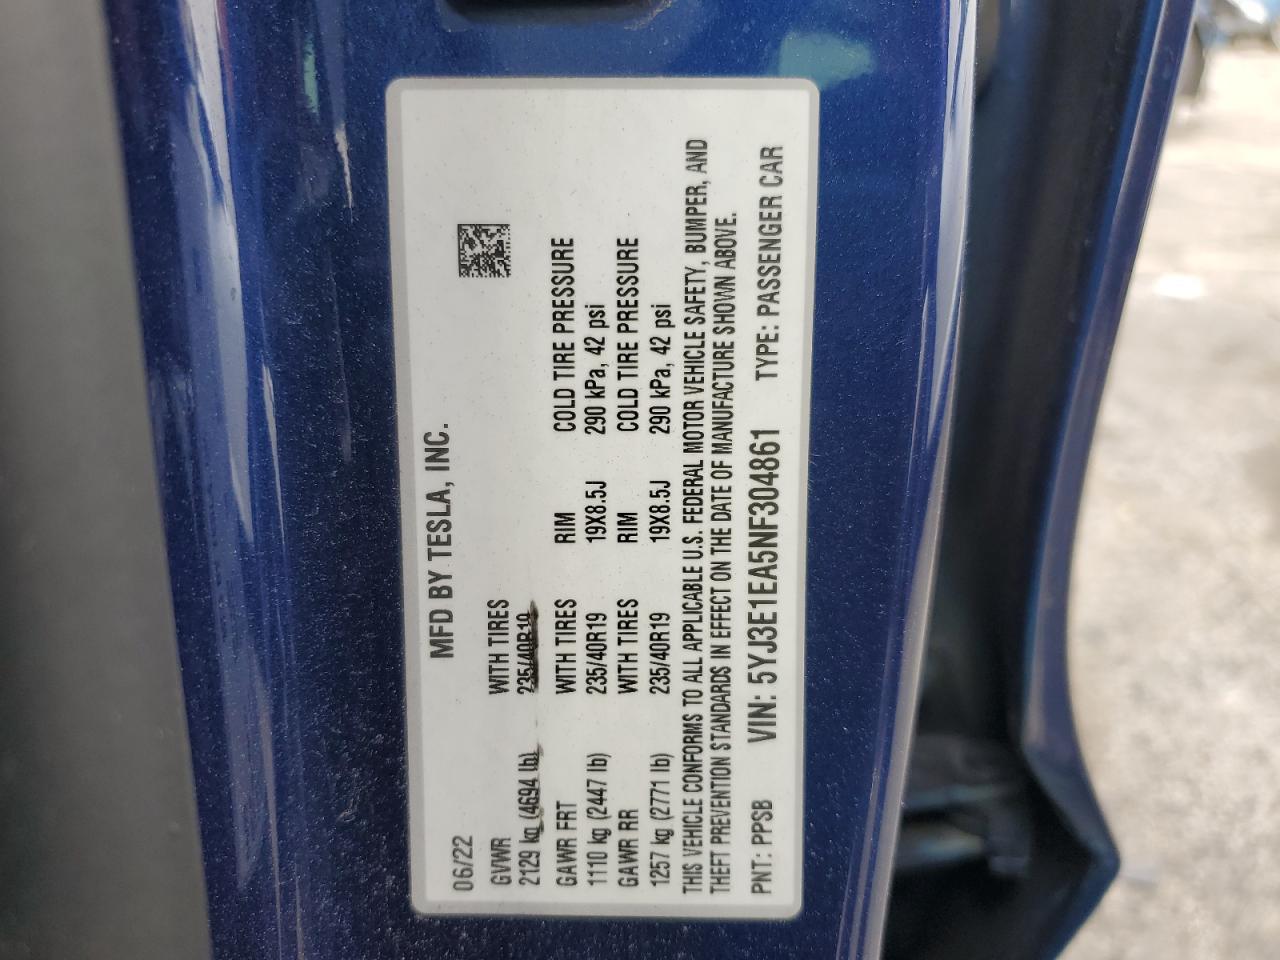 MFD BY TESLA, INC.
06/22
GVWR WITH TIRES
2129 kg (4694 lb) 235/40R19
GAWR FRT WITH TIRES RIM COLD TIRE PRESSURE
1110 kg (2447 lb) 235/40R19 19X8.5J 290 kPa, 42 psi
GAWR RR WITH TIRES RIM COLD TIRE PRESSURE
1257 kg (2771 lb) 235/40R19 19X8.5J 290 kPa, 42 psi
THIS VEHICLE CONFORMS TO ALL APPLICABLE U.S. FEDERAL MOTOR VEHICLE SAFETY, BUMPER, AND
THEFT PREVENTION STANDARDS IN EFFECT ON THE DATE OF MANUFACTURE SHOWN ABOVE.
PNT: PPSB VIN: 5YJ3E1EA5NF304861 TYPE: PASSENGER CAR